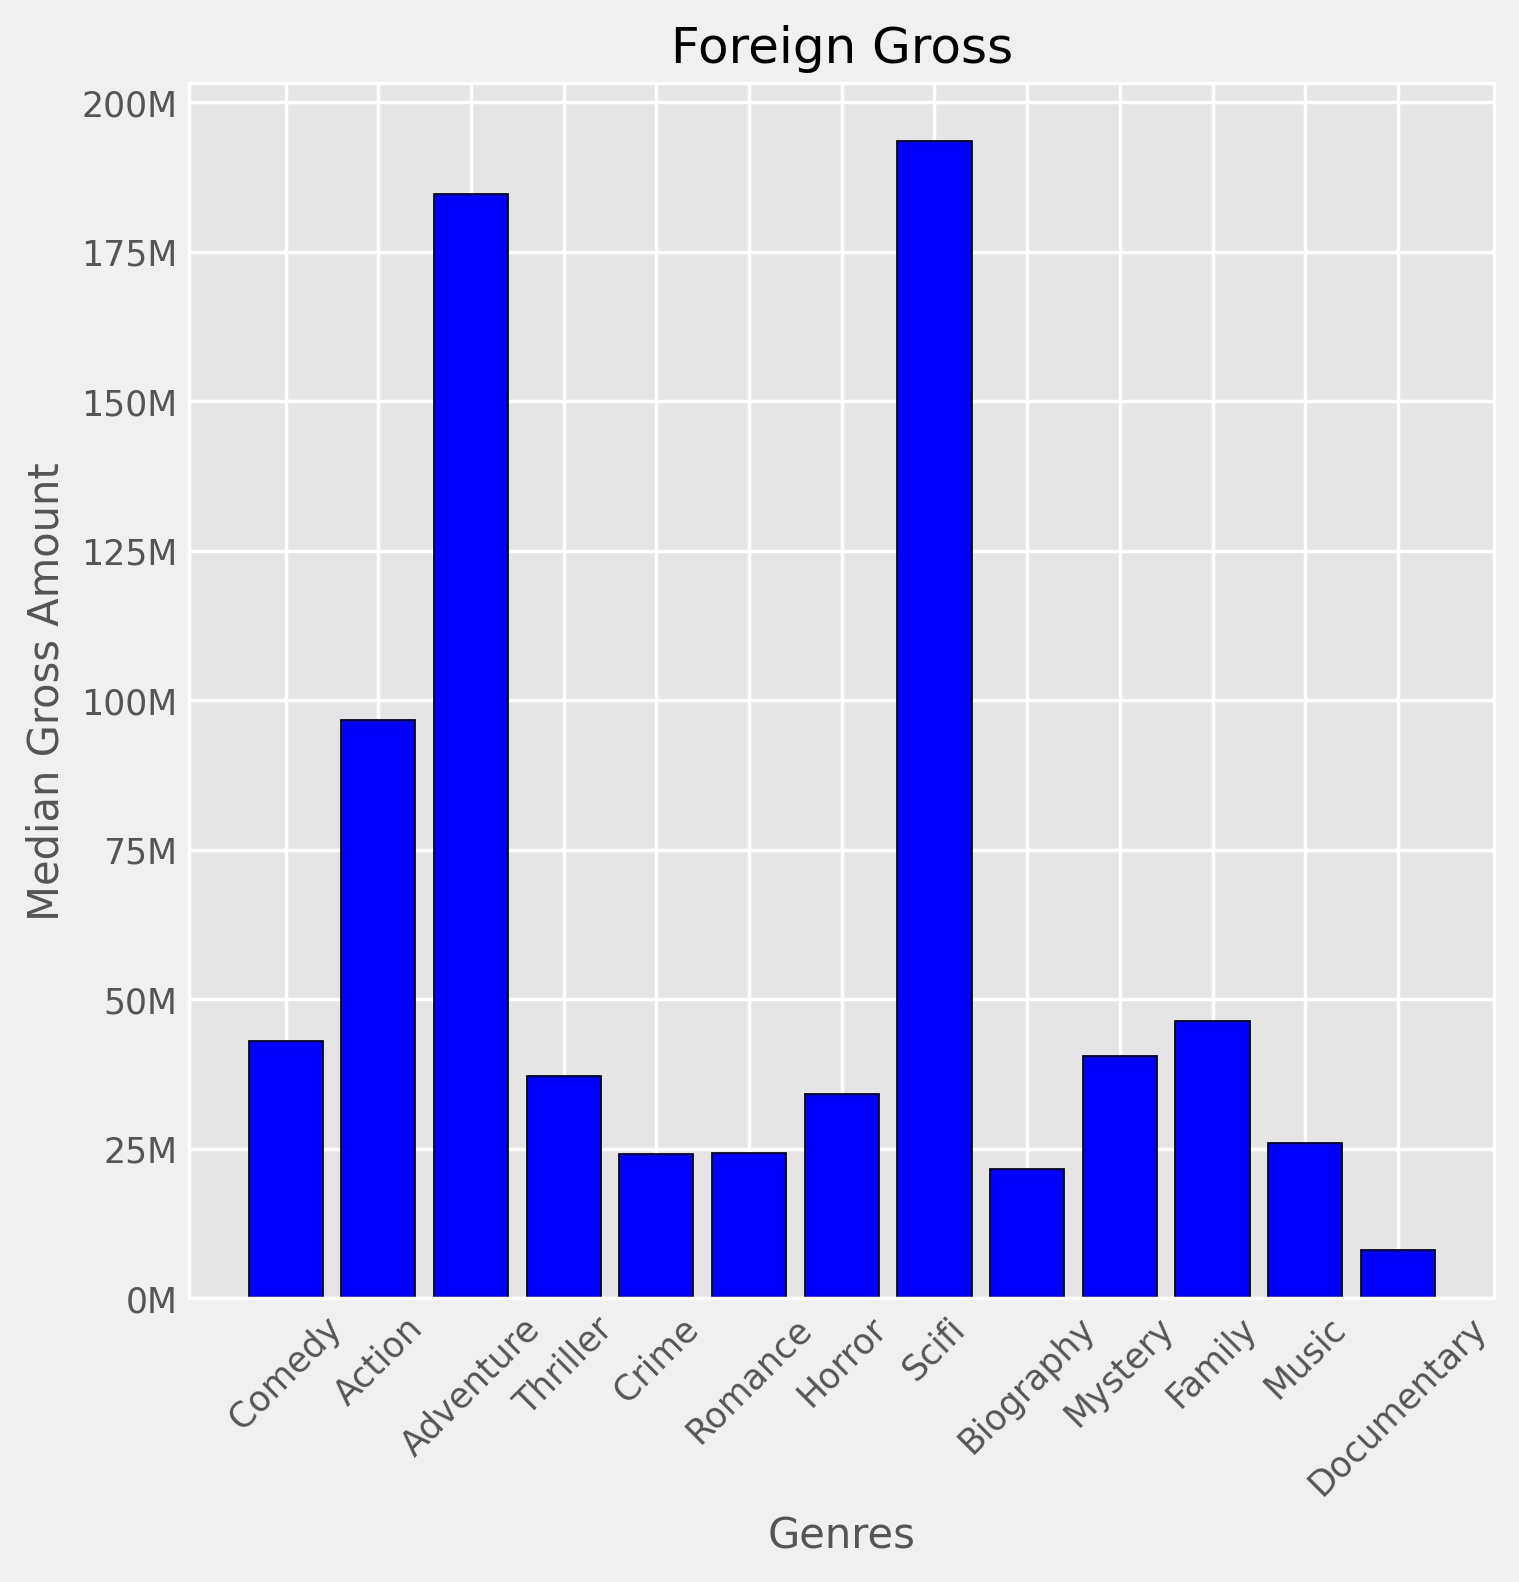 Foreign Gross
Median Gross Amount
200M
175M
150M
125M
100M
75M
50M
25M
0M
Comedy
Action
Adventure
Thriller
Crime
Romance
Horror
Scifi
Biography
Mystery
Family
Music
Documentary
Genres